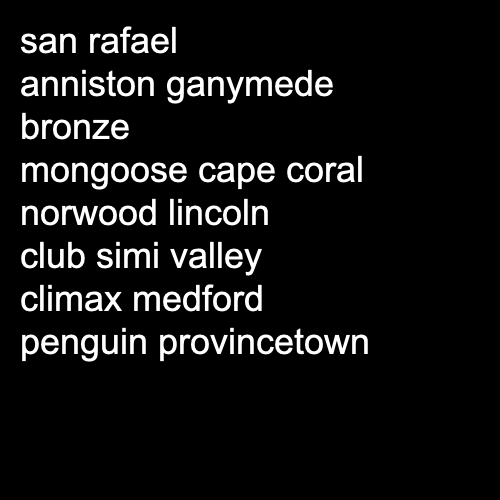 san rafael
anniston ganymede
bronze
mongoose cape coral
norwood lincoln
club simi valley
climax medford
penguin provincetown